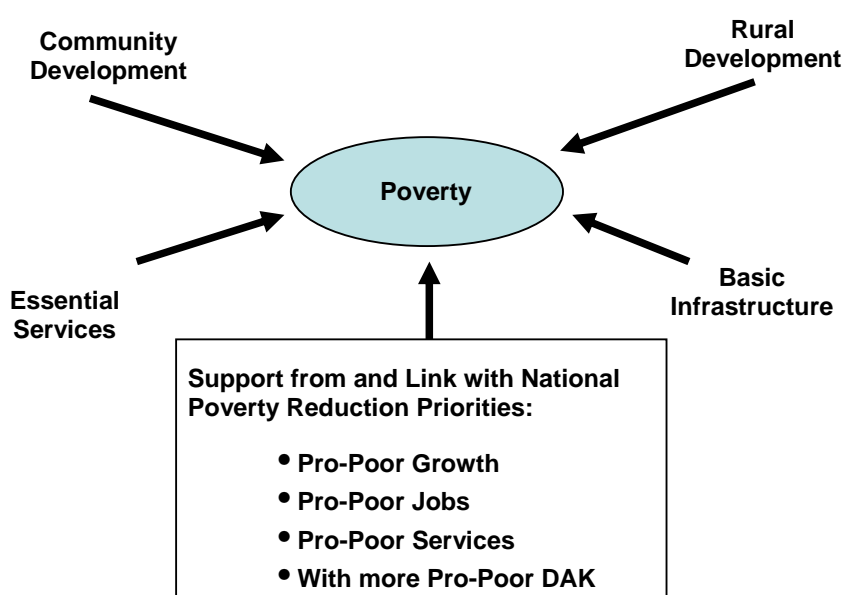 Community
Development
Rural
Development
Poverty
Essential
Services
Basic
Infrastructure
Support from and Link with National
Poverty Reduction Priorities:
• Pro-Poor Growth
• Pro-Poor Jobs
• Pro-Poor Services
• With more Pro-Poor DAK